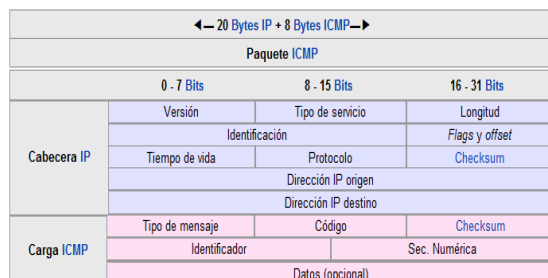 20 Bytes IP + 8 Bytes ICMP
Paquete ICMP
0 - 7 Bits 8 - 15 Bits 16 - 31 Bits
Cabecera IP
Versión Tipo de servicio Longitud
Identificación Flags y offset
Tiempo de vida Protocolo Checksum
Dirección IP origen
Dirección IP destino
Carga ICMP
Tipo de mensaje Código Checksum
Identificador Sec. Numérica
Datos (opcional)